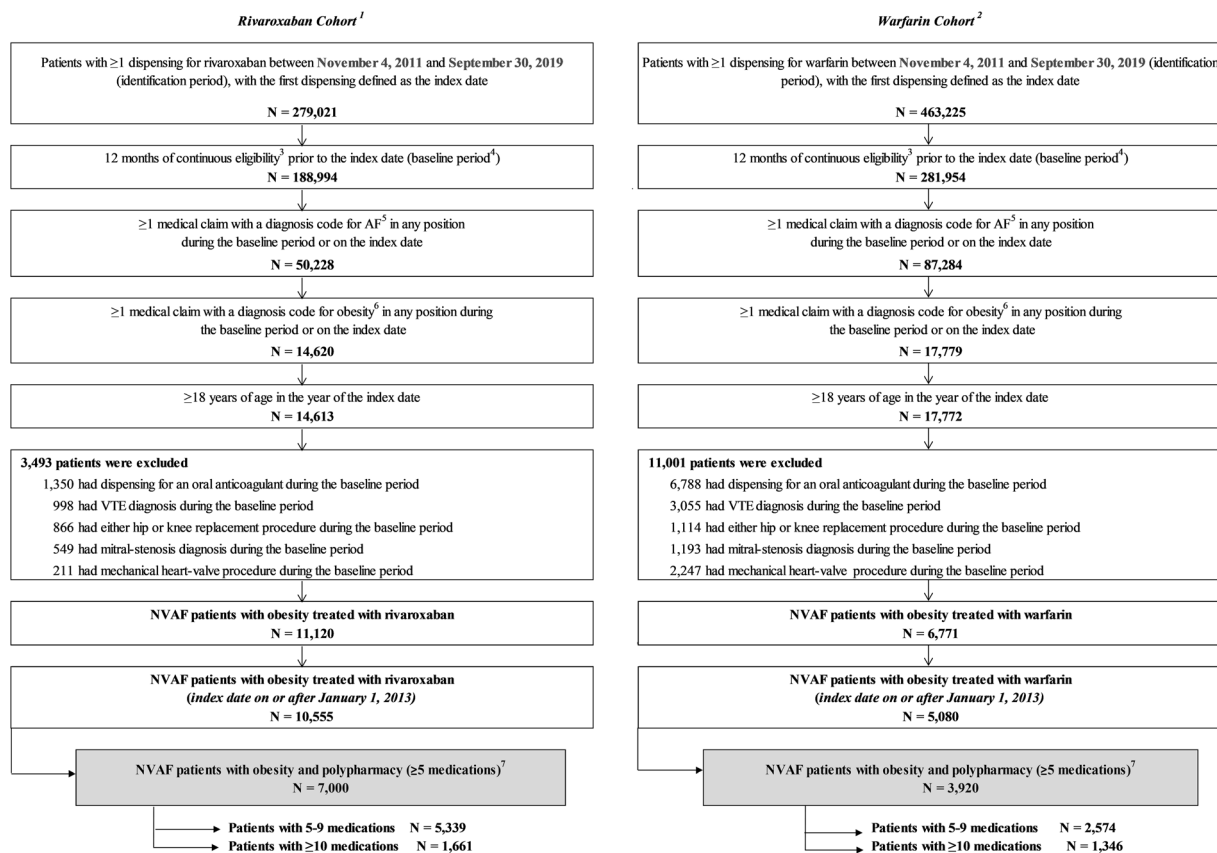 Rivaroxaban Cohort 1
Patients with ≥1 dispensing for rivaroxaban between November 4, 2011 and September 30, 2019
(identification period), with the first dispensing defined as the index date
N = 279,021
12 months of continuous eligibility3 prior to the index date (baseline period4)
N = 188,994
≥1 medical claim with a diagnosis code for AF5 in any position
during the baseline period or on the index date
N = 50,228
≥1 medical claim with a diagnosis code for obesity6 in any position during
the baseline period or on the index date
N = 14,620
≥18 years of age in the year of the index date
N = 14,613
3,493 patients were excluded
1,350 had dispensing for an oral anticoagulant during the baseline period
998 had VTE diagnosis during the baseline period
866 had either hip or knee replacement procedure during the baseline period
549 had mitral-stenosis diagnosis during the baseline period
211 had mechanical heart-valve procedure during the baseline period
NVAF patients with obesity treated with rivaroxaban
N = 11,120
NVAF patients with obesity treated with rivaroxaban
(index date on or after January 1, 2013)
N = 10,555
NVAF patients with obesity and polypharmacy (≥5 medications)7
N = 7,000
Patients with 5-9 medications N = 5,339
Patients with ≥10 medications N = 1,661
Warfarin Cohort 2
Patients with ≥1 dispensing for warfarin between November 4, 2011 and September 30, 2019 (identification
period), with the first dispensing defined as the index date
N = 463,225
12 months of continuous eligibility3 prior to the index date (baseline period4)
N = 281,954
≥1 medical claim with a diagnosis code for AF5 in any position
during the baseline period or on the index date
N = 87,284
≥1 medical claim with a diagnosis code for obesity6 in any position during
the baseline period or on the index date
N = 17,779
≥18 years of age in the year of the index date
N = 17,772
11,001 patients were excluded
6,788 had dispensing for an oral anticoagulant during the baseline period
3,055 had VTE diagnosis during the baseline period
1,114 had either hip or knee replacement procedure during the baseline period
1,193 had mitral-stenosis diagnosis during the baseline period
2,247 had mechanical heart-valve procedure during the baseline period
NVAF patients with obesity treated with warfarin
N = 6,771
NVAF patients with obesity treated with warfarin
(index date on or after January 1, 2013)
N = 5,080
NVAF patients with obesity and polypharmacy (≥5 medications)7
N = 3,920
Patients with 5-9 medications N = 2,574
Patients with ≥10 medications N = 1,346